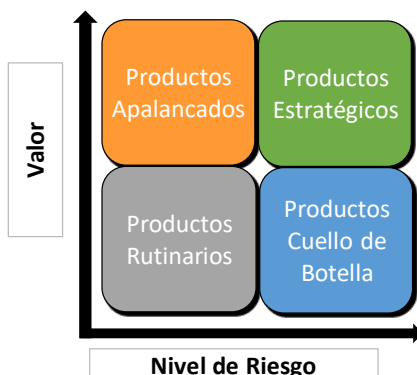 Valor
Productos
Apalancados
Productos
Estratégicos
Productos
Rutinarios
Productos
Cuello de
Botella
Nivel de Riesgo